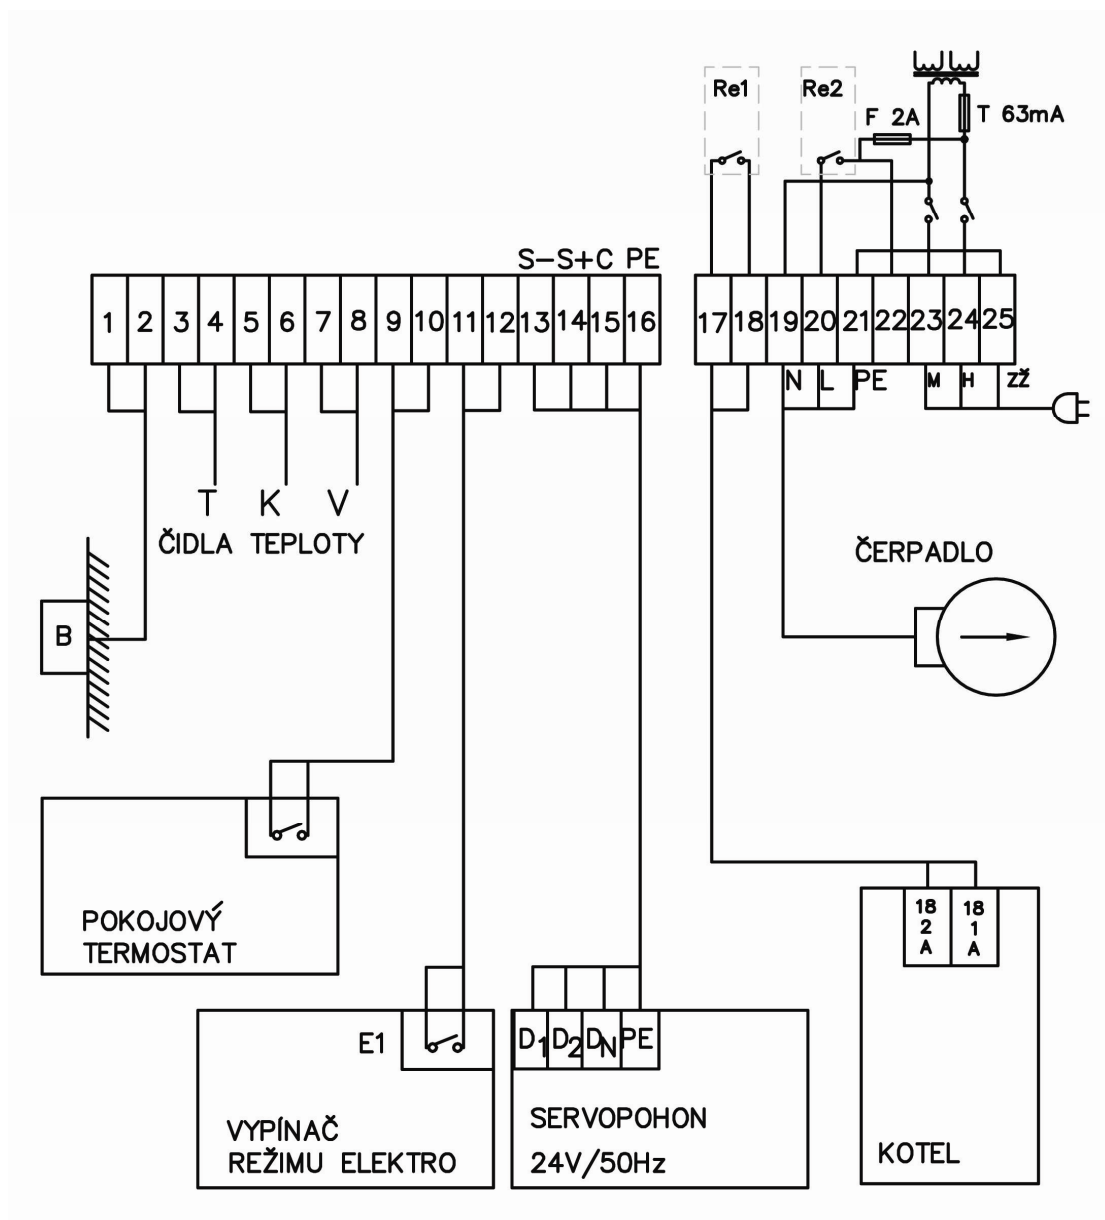 Re1
Re2
F 2A
T 63mA
S-S+C PE
1 2 3 4 5 6 7 8 9 10 11 12 13 14 15 16
17 18 19 20 21 22 23 24 25
N L PE M H ZŽ
T K V
ČIDLA TEPLOTY
ČERPADLO
B
POKOJOVÝ
TERMOSTAT
18 18
2 1
A A
E1
D1 D2 DN PE
VYPÍNAČ
REŽIMU ELEKTRO
SERVOPOHON
24V/50Hz
KOTEL